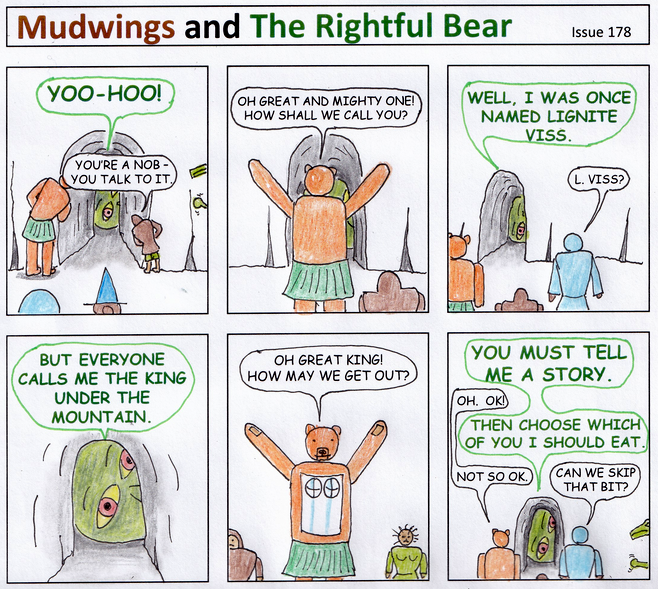 Mudwings and The Rightful Bear
Issue 178
YOO-HOO!
YOU'RE A NOB -
YOU TALK TO IT.
OH GREAT AND MIGHTY ONE!
HOW SHALL WE CALL YOU?
WELL, I WAS ONCE
NAMED LIGNITE
VISS.
L. VISS?
BUT EVERYONE
CALLS ME THE KING
UNDER THE
MOUNTAIN.
OH GREAT KING!
HOW MAY WE GET OUT?
YOU MUST TELL
ME A STORY.
OH. OK!
THEN CHOOSE WHICH
OF YOU I SHOULD EAT.
NOT SO OK.
CAN WE SKIP
THAT BIT?